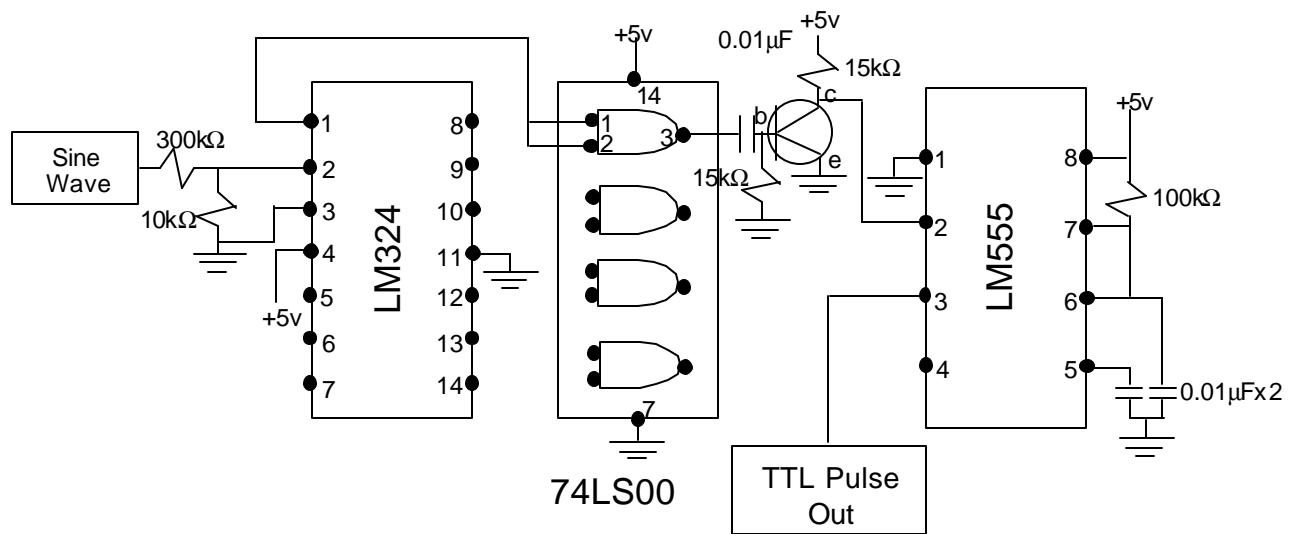 +5v
0.01µF
+5v
15kΩ
14
1
2
3
b
c
e
15kΩ
7
74LS00
Sine
Wave
300kΩ
10kΩ
+5v
1
2
3
4
5
6
7
8
9
10
11
12
13
14
LM324
1
2
3
4
8
7
6
5
LM555
+5v
100kΩ
0.01µFx2
TTL Pulse
Out